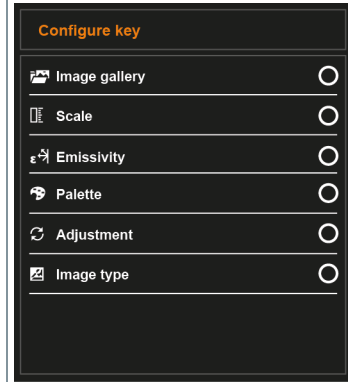 Configure key
Image gallery
Scale
ε Emissivity
Palette
Adjustment
Image type